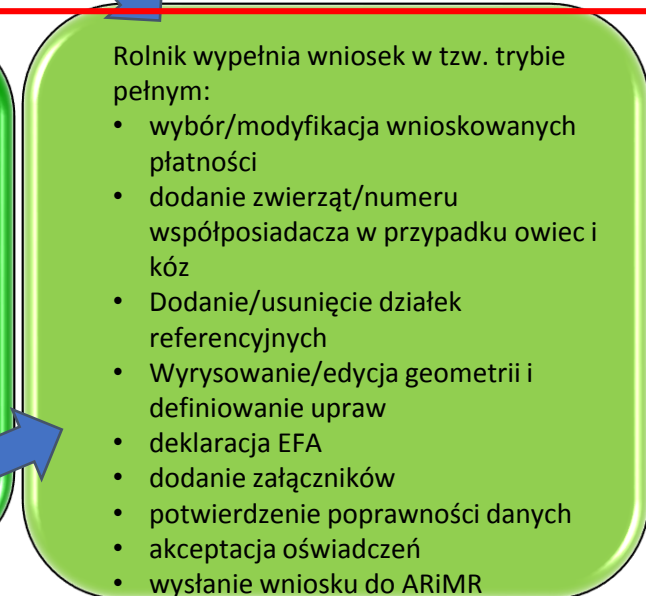 Rolnik wypełnia wniosek w tzw. trybie
pełnym:
• wybór/modyfikacja wnioskowanych
płatności
• dodanie zwierząt/numeru
współposiadacza w przypadku owiec i
kóz
• Dodanie/usunięcie działek
referencyjnych
• Wyrysowanie/edycja geometrii i
definiowanie upraw
• deklaracja EFA
• dodanie załączników
• potwierdzenie poprawności danych
• akceptacja oświadczeń
• wysłanie wniosku do ARiMR